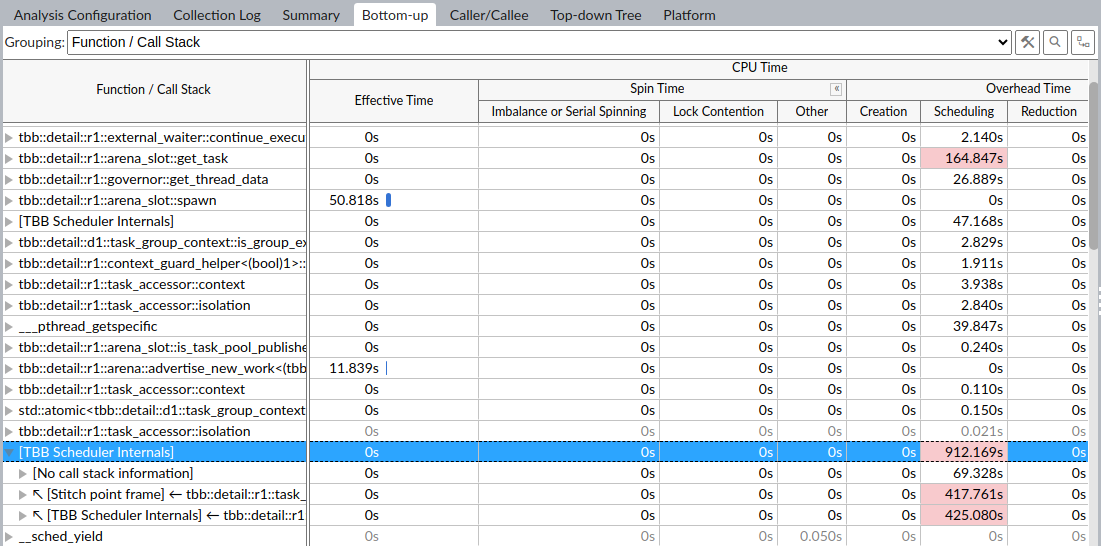 Analysis Configuration Collection Log Summary Bottom-up Caller/Callee Top-down Tree Platform
Grouping: Function / Call Stack
CPU Time
Function / Call Stack Effective Time Spin Time « Overhead Time
Imbalance or Serial Spinning Lock Contention Other Creation Scheduling Reduction
tbb::detail::r1::external_waiter::continue_execu 0s 0s 0s 0s 0s 2.140s 0s
tbb::detail::r1::arena_slot::get_task 0s 0s 0s 0s 0s 164.847s 0s
tbb::detail::r1::governor::get_thread_data 0s 0s 0s 0s 0s 26.889s 0s
tbb::detail::r1::arena_slot::spawn 50.818s 0s 0s 0s 0s 0s 0s
[TBB Scheduler Internals] 0s 0s 0s 0s 0s 47.168s 0s
tbb::detail::d1::task_group_context::is_group_ex 0s 0s 0s 0s 0s 2.829s 0s
tbb::detail::r1::context_guard_helper<(bool)1>:: 0s 0s 0s 0s 0s 1.911s 0s
tbb::detail::r1::task_accessor::context 0s 0s 0s 0s 0s 3.938s 0s
tbb::detail::r1::task_accessor::isolation 0s 0s 0s 0s 0s 2.840s 0s
___pthread_getspecific 0s 0s 0s 0s 0s 39.847s 0s
tbb::detail::r1::arena_slot::is_task_pool_publishe 0s 0s 0s 0s 0s 0.240s 0s
tbb::detail::r1::arena::advertise_new_work<(tbb 11.839s 0s 0s 0s 0s 0s 0s
tbb::detail::r1::task_accessor::context 0s 0s 0s 0s 0s 0.110s 0s
std::atomic<tbb::detail::d1::task_group_context 0s 0s 0s 0s 0s 0.150s 0s
tbb::detail::r1::task_accessor::isolation 0s 0s 0s 0s 0s 0.021s 0s
[TBB Scheduler Internals] 0s 0s 0s 0s 0s 912.169s 0s
[No call stack information] 0s 0s 0s 0s 0s 69.328s 0s
↖ [Stitch point frame] ← tbb::detail::r1::task_ 0s 0s 0s 0s 0s 417.761s 0s
↖ [TBB Scheduler Internals] ← tbb::detail::r1 0s 0s 0s 0s 0s 425.080s 0s
__sched_yield 0s 0s 0s 0.050s 0s 0s 0s